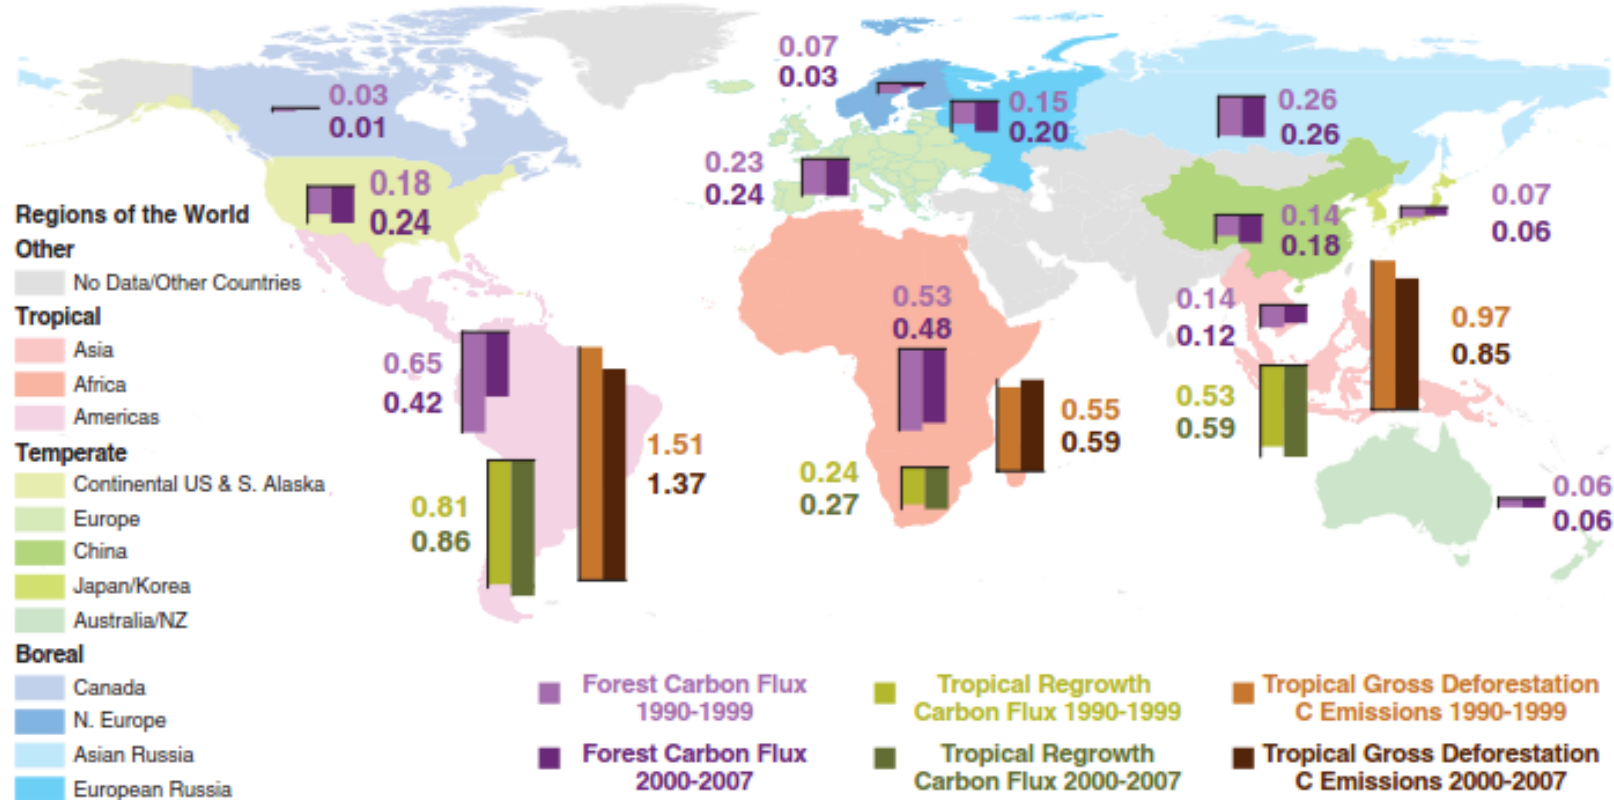 0.07
0.03
0.03
0.01
0.15
0.20
0.26
0.26
0.23
0.24
0.18
0.24
0.14
0.18
0.07
0.06
Regions of the World
Other
No Data/Other Countries
Tropical
Asia
Africa
Americas
Temperate
Continental US & S. Alaska
Europe
China
Japan/Korea
Australia/NZ
Boreal
Canada
N. Europe
Asian Russia
European Russia
0.65
0.42
0.81
0.86
1.51
1.37
0.53
0.48
0.55
0.59
0.24
0.27
0.14
0.12
0.53
0.59
0.97
0.85
0.06
0.06
Forest Carbon Flux
1990-1999
Forest Carbon Flux
2000-2007
Tropical Regrowth
Carbon Flux 1990-1999
Tropical Regrowth
Carbon Flux 2000-2007
Tropical Gross Deforestation
C Emissions 1990-1999
Tropical Gross Deforestation
C Emissions 2000-2007